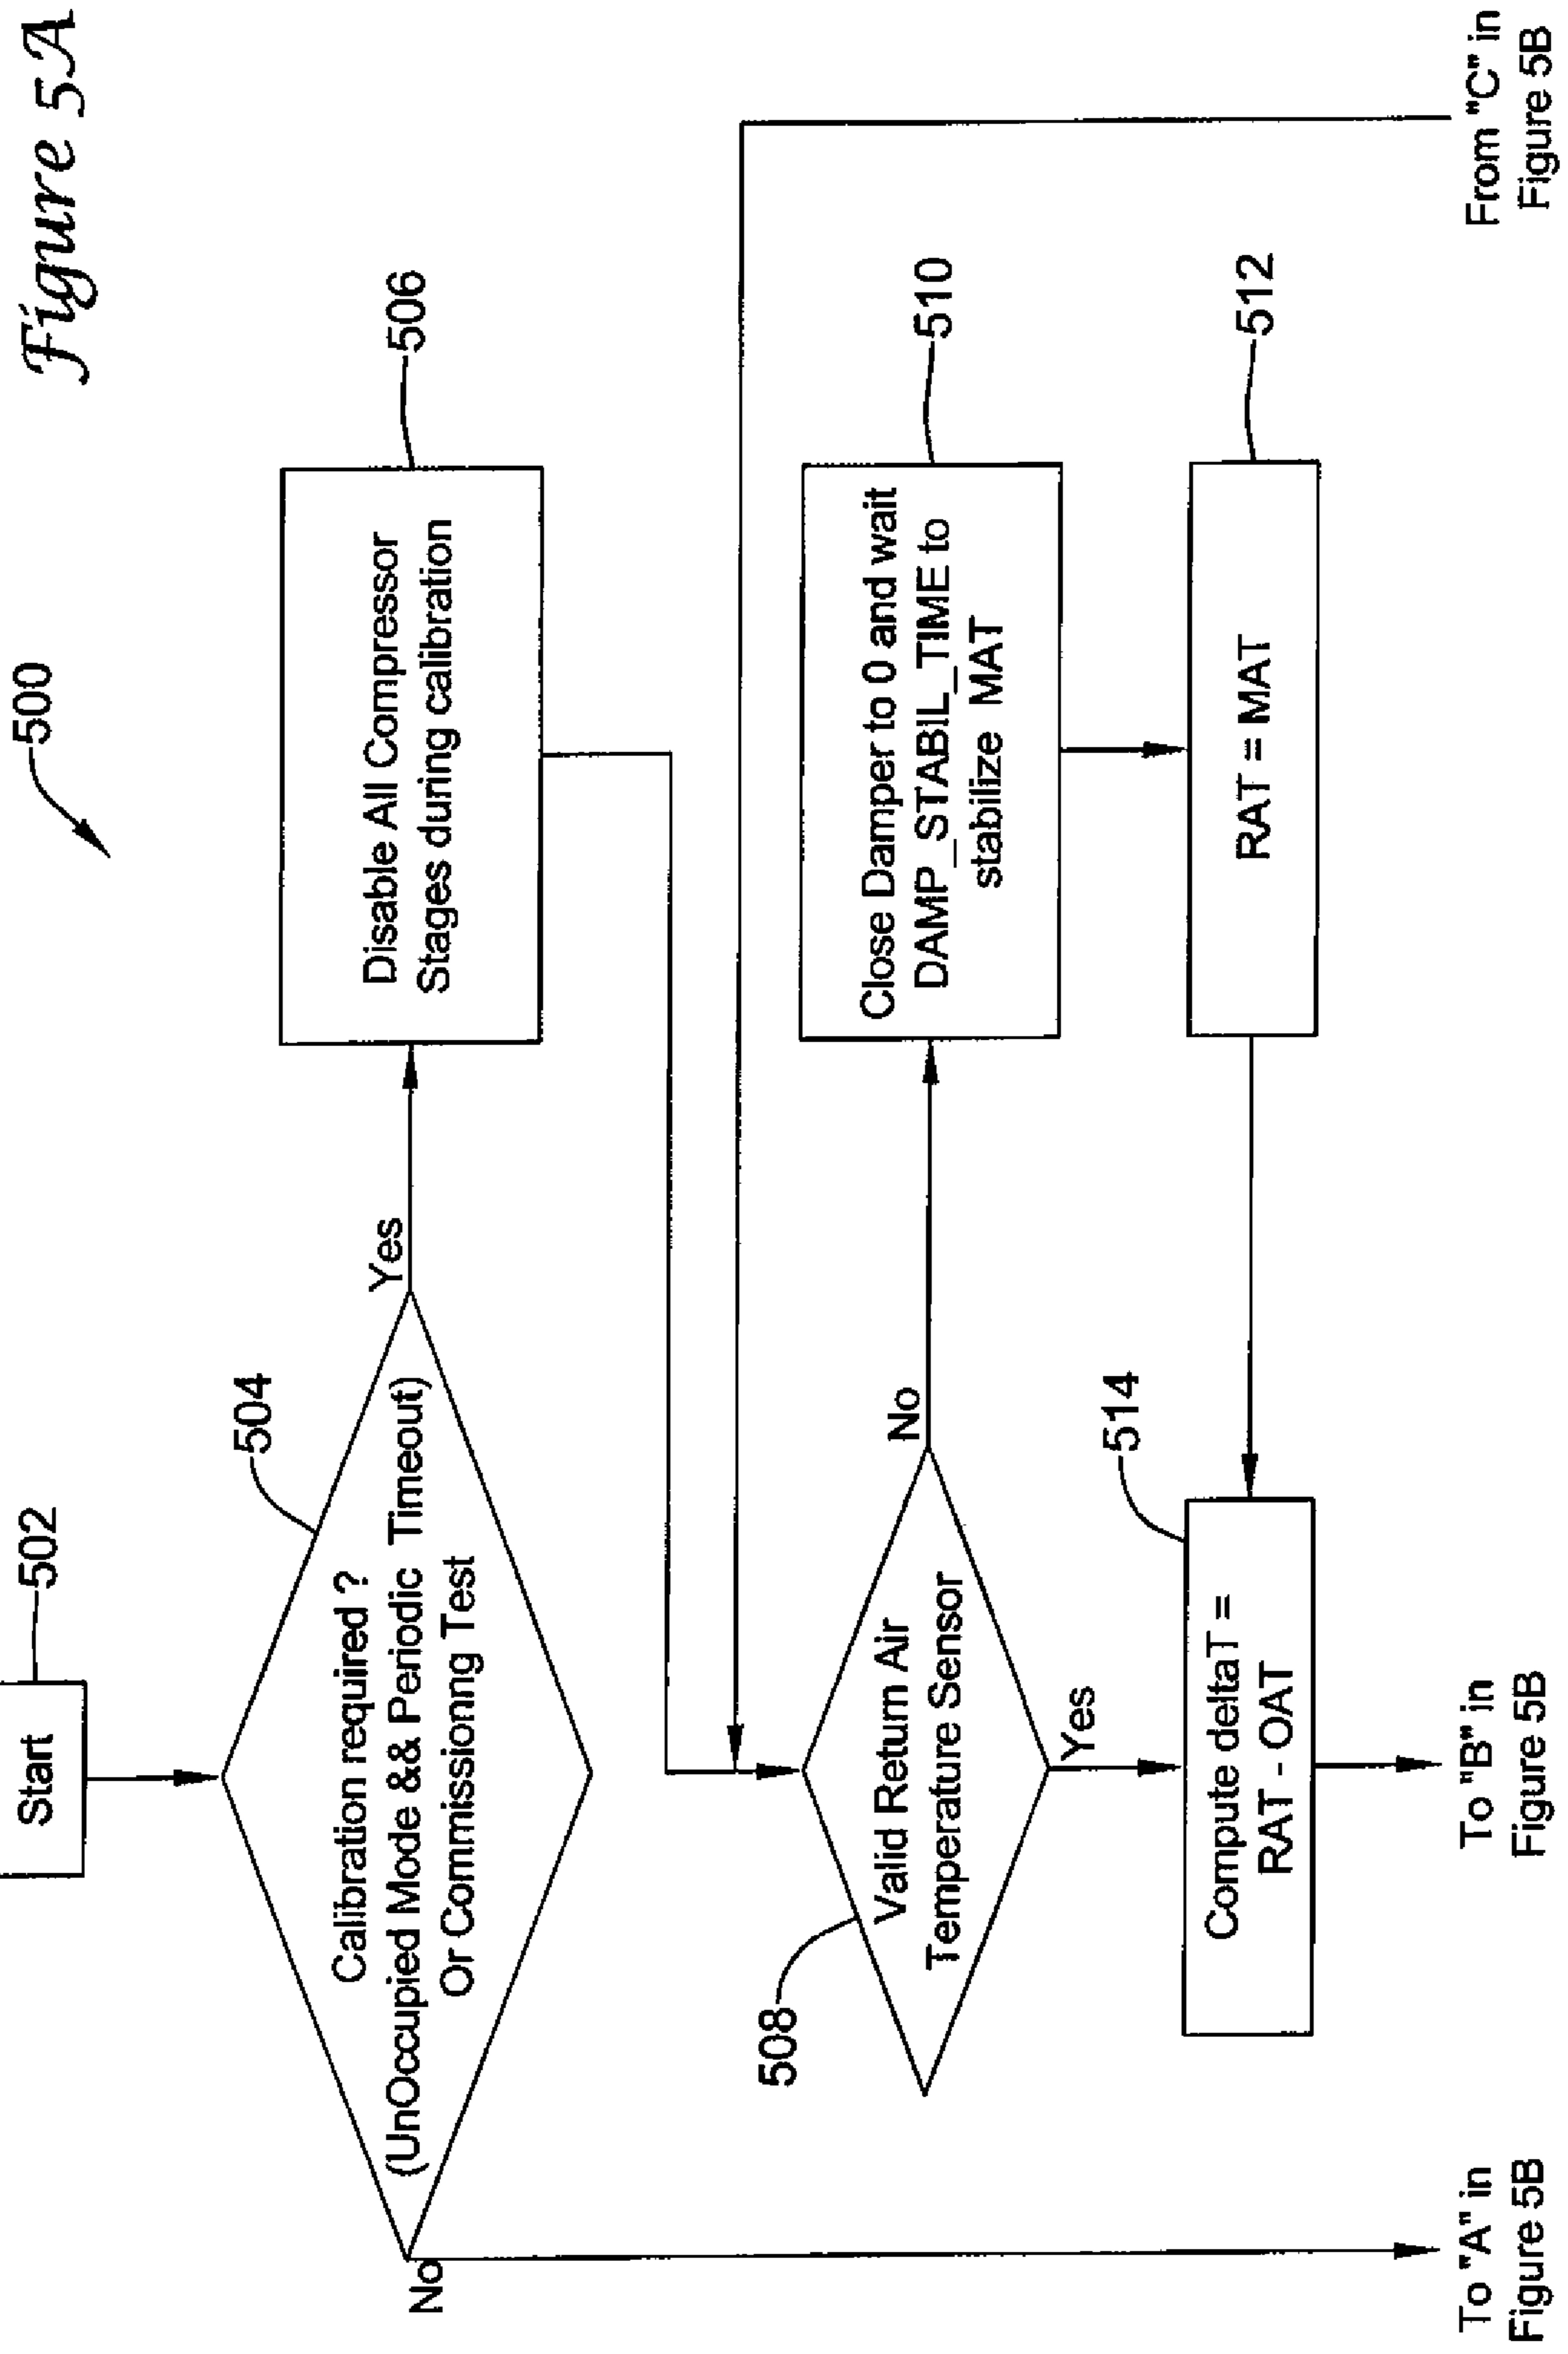 Figure 5A
500
Start
502
504
Calibration required ?
(UnOccupied Mode && Periodic Timeout)
Or Commissionng Test
Yes
No
Disable All Compressor
Stages during calibration
506
508
Valid Return Air
Temperature Sensor
No
Yes
Close Damper to 0 and wait
DAMP_STABIL_TIME to
stabilize MAT
510
RAT = MAT
512
514
Compute deltaT =
RAT - OAT
To "A" in
Figure 5B
To "B" in
Figure 5B
From "C" in
Figure 5B